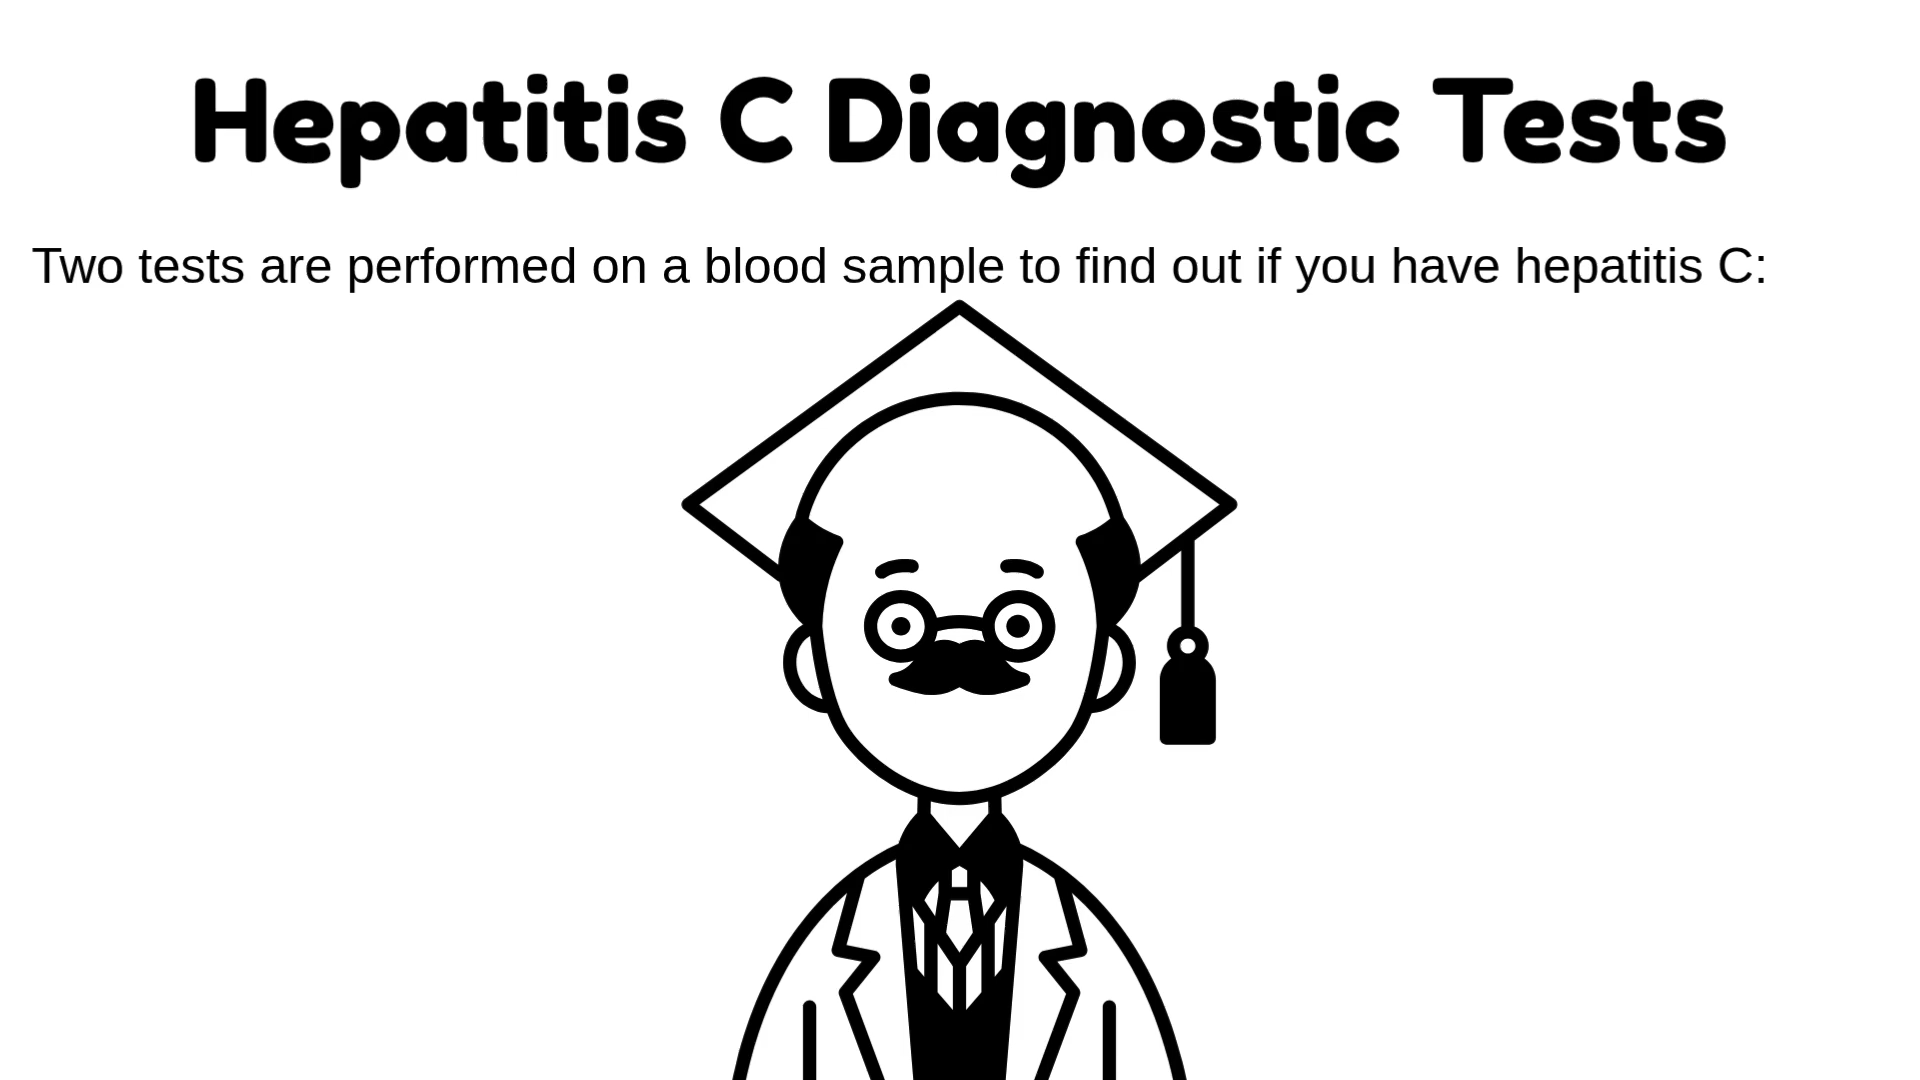 Hepatitis C Diagnostic Tests
Two tests are performed on a blood sample to find out if you have hepatitis C: